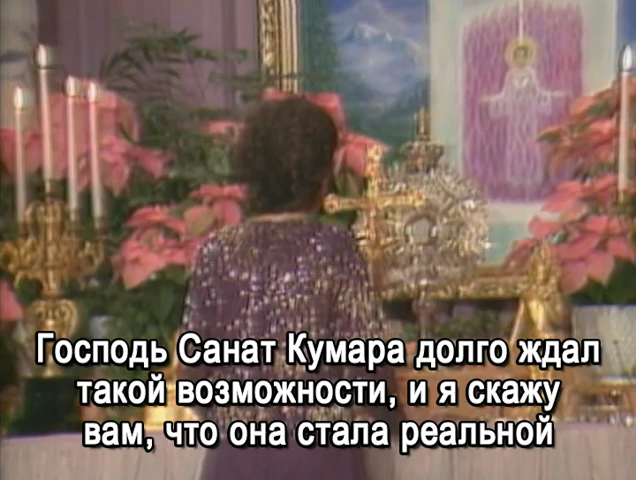 Господь Санат Кумара долго ждал
такой возможности, и я скажу
вам, что она стала реальной